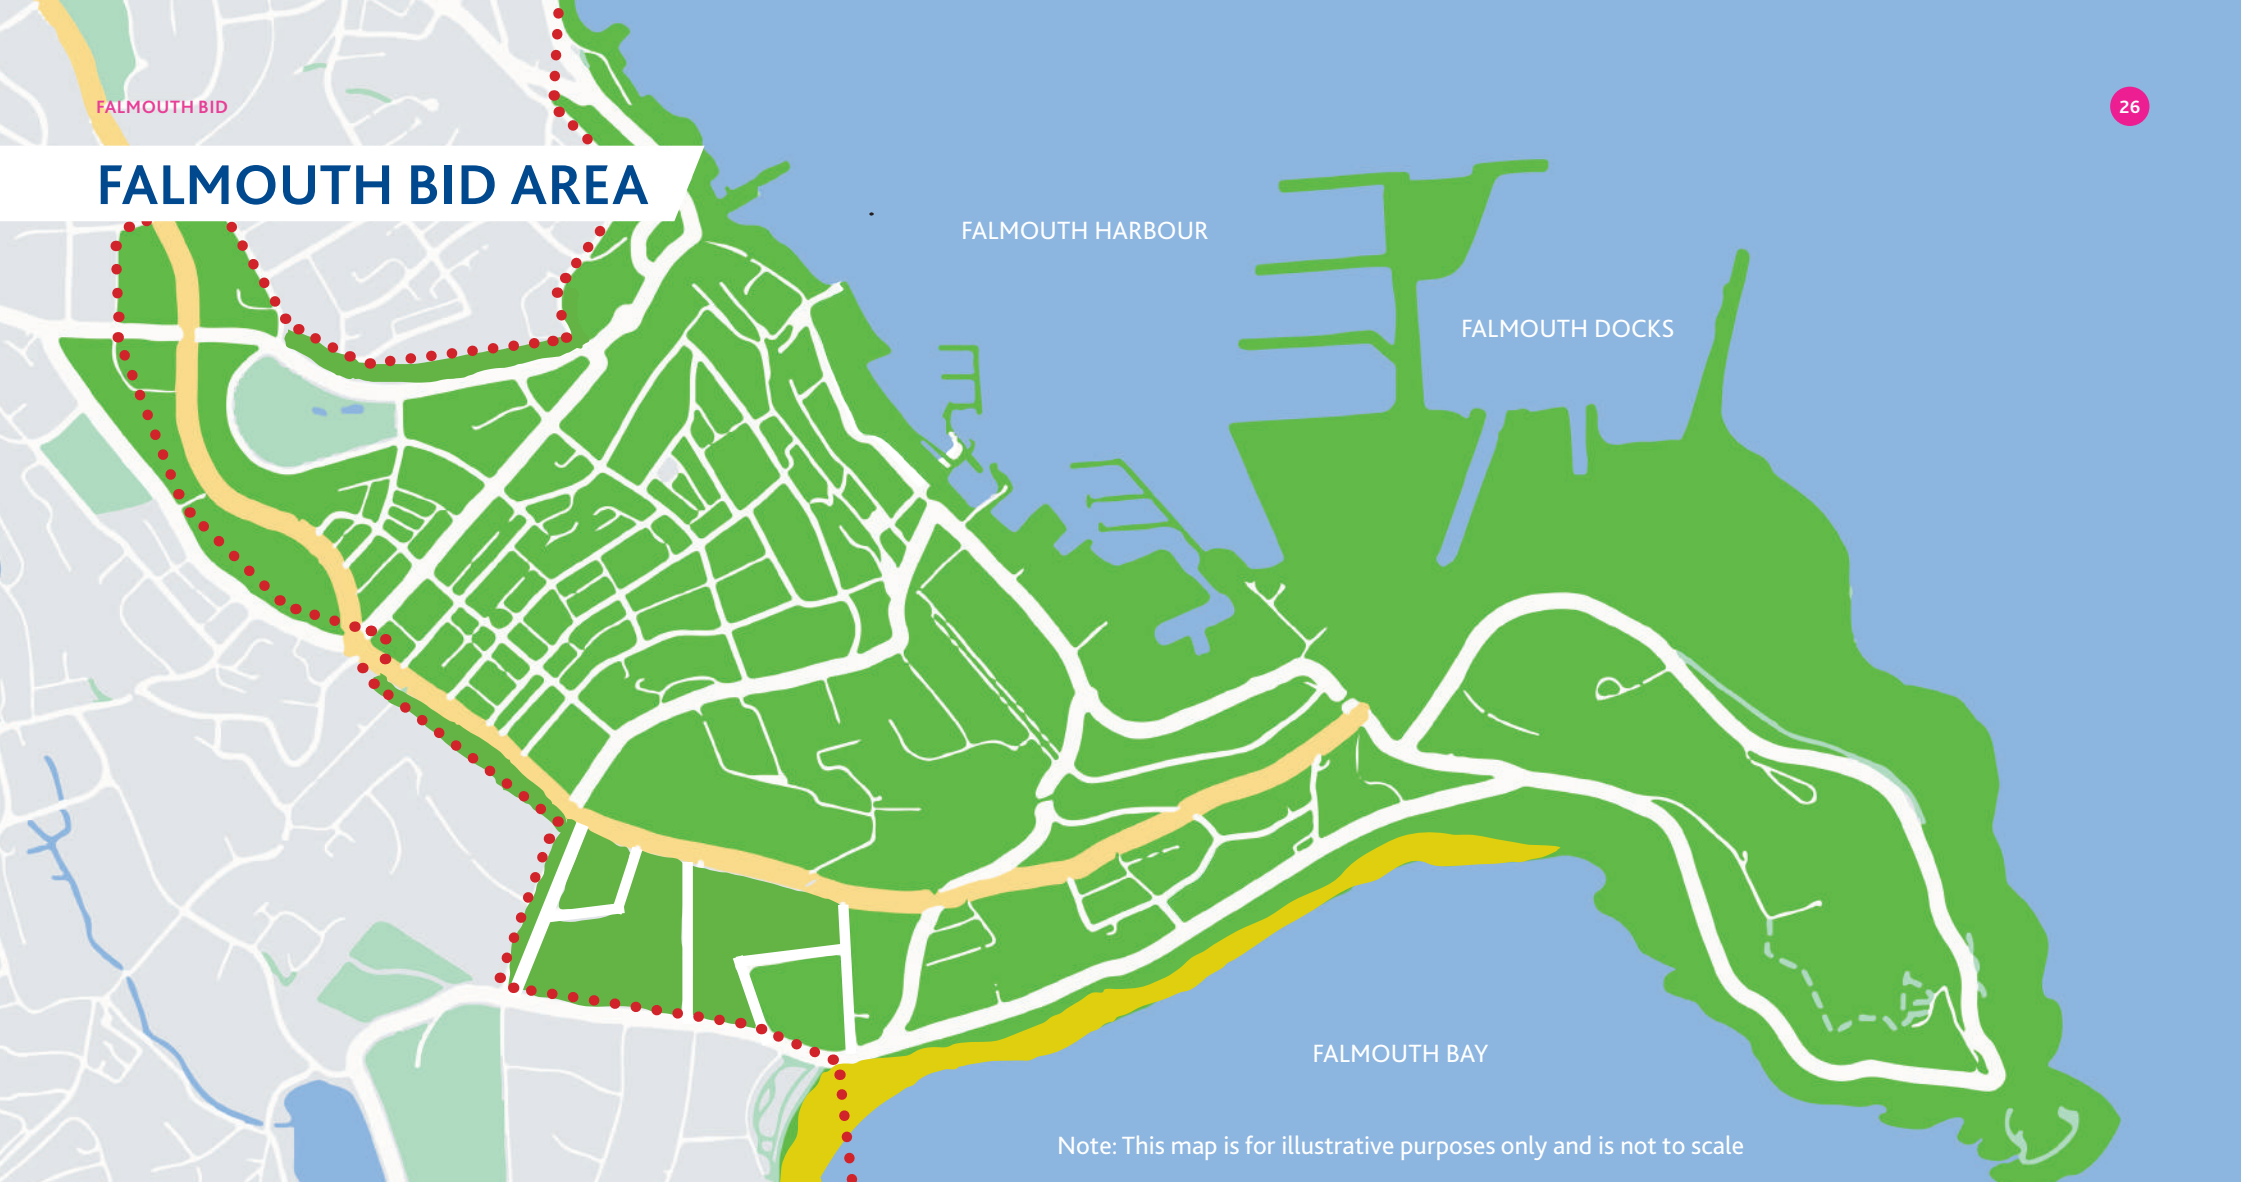 FALMOUTH BID
26
FALMOUTH BID AREA
FALMOUTH HARBOUR
FALMOUTH DOCKS
FALMOUTH BAY
Note: This map is for illustrative purposes only and is not to scale